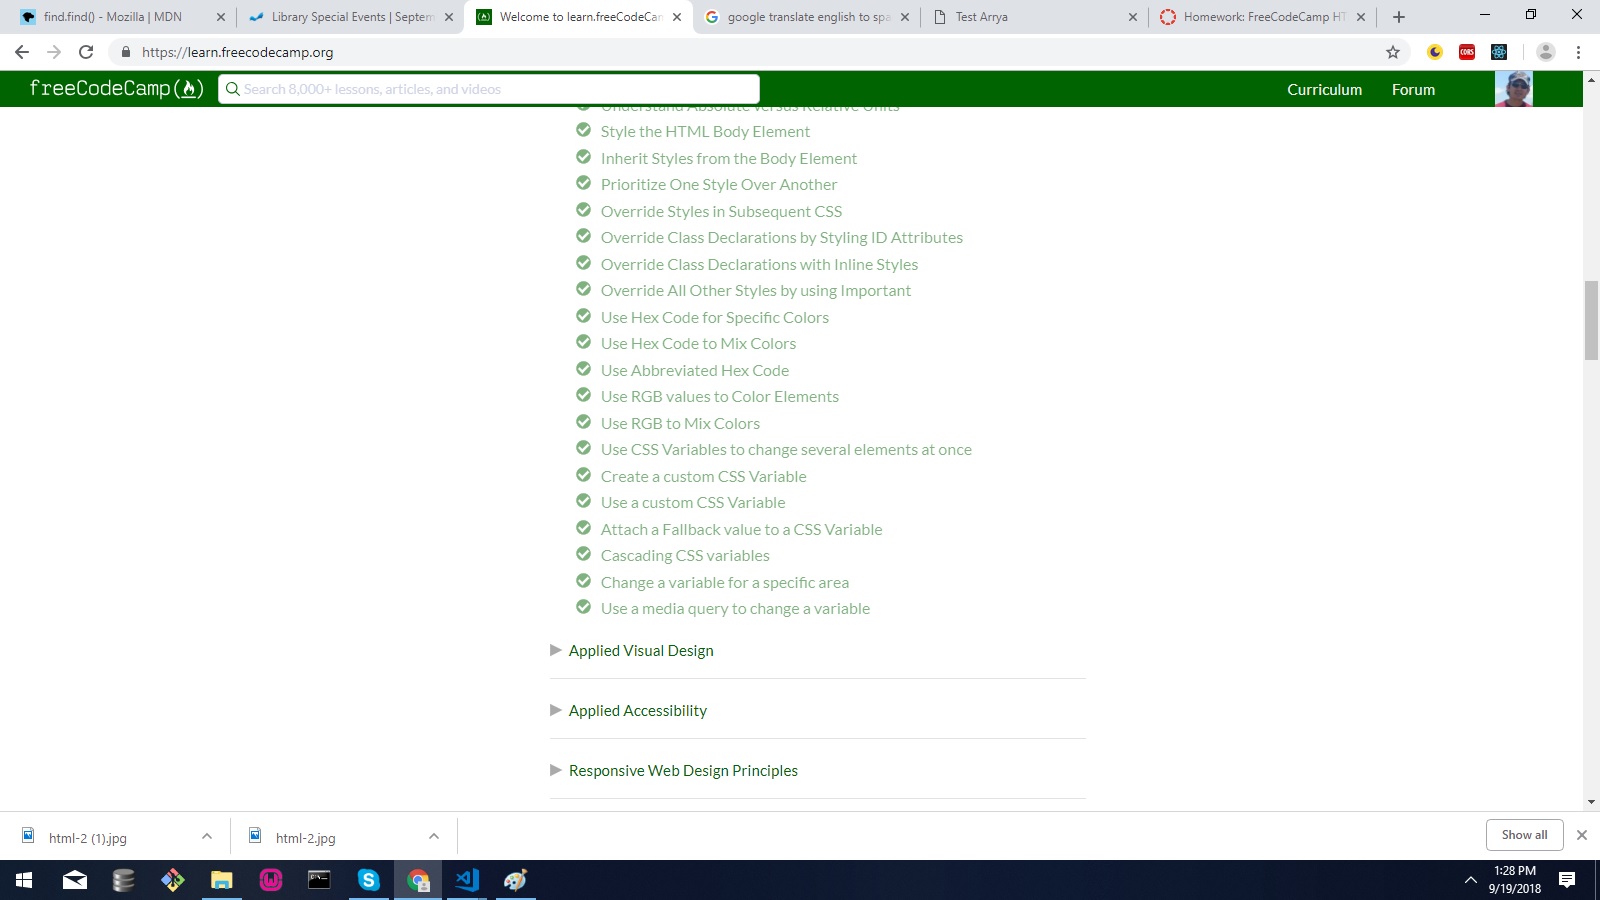 find.find() - Mozilla | MDN
Library Special Events | Septem
Welcome to learn.freeCodeCam
google translate english to spa
Test Arrya
Homework: FreeCodeCamp HT
https://learn.freecodecamp.org
CORS
freeCodeCamp
Search 8,000+ lessons, articles, and videos
Curriculum
Forum
Understand Absolute versus Relative Units
Style the HTML Body Element
Inherit Styles from the Body Element
Prioritize One Style Over Another
Override Styles in Subsequent CSS
Override Class Declarations by Styling ID Attributes
Override Class Declarations with Inline Styles
Override All Other Styles by using Important
Use Hex Code for Specific Colors
Use Hex Code to Mix Colors
Use Abbreviated Hex Code
Use RGB values to Color Elements
Use RGB to Mix Colors
Use CSS Variables to change several elements at once
Create a custom CSS Variable
Use a custom CSS Variable
Attach a Fallback value to a CSS Variable
Cascading CSS variables
Change a variable for a specific area
Use a media query to change a variable
Applied Visual Design
Applied Accessibility
Responsive Web Design Principles
html-2 (1).jpg
html-2.jpg
Show all
1:28 PM
9/19/2018